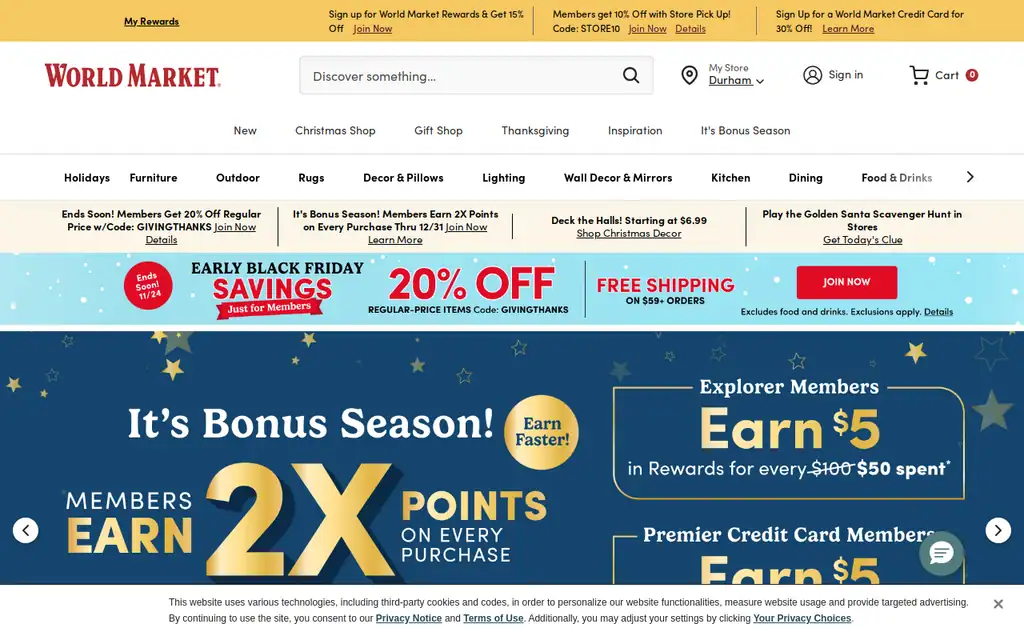 My Rewards
Sign up for World Market Rewards & Get 15%
Off Join Now
Members get 10% Off with Store Pick Up!
Code: STORE10 Join Now Details
Sign Up for a World Market Credit Card for
30% Off! Learn More
WORLD MARKET.
Discover something...
My Store
Durham
Sign in
Cart 0
New
Christmas Shop
Gift Shop
Thanksgiving
Inspiration
It's Bonus Season
Holidays
Furniture
Outdoor
Rugs
Decor & Pillows
Lighting
Wall Decor & Mirrors
Kitchen
Dining
Food & Drinks
Ends Soon! Members Get 20% Off Regular
Price w/Code: GIVINGTHANKS Join Now
Details
It's Bonus Season! Members Earn 2X Points
on Every Purchase Thru 12/31 Join Now
Learn More
Deck the Halls! Starting at $6.99
Shop Christmas Decor
Play the Golden Santa Scavenger Hunt in
Stores
Get Today's Clue
Ends
Soon!
11/24
EARLY BLACK FRIDAY
SAVINGS
Just for Members
20% OFF
REGULAR-PRICE ITEMS Code: GIVINGTHANKS
FREE SHIPPING
ON $59+ ORDERS
JOIN NOW
Excludes food and drinks. Exclusions apply. Details
It's Bonus Season!
Earn
Faster!
MEMBERS
EARN
2X
POINTS
ON EVERY
PURCHASE
Explorer Members
Earn $5
in Rewards for every $100 $50 spent*
Premier Credit Card Members
Earn $5
This website uses various technologies, including third-party cookies and codes, in order to personalize our website functionalities, measure website usage and provide targeted advertising.
By continuing to use the site, you consent to our Privacy Notice and Terms of Use. Additionally, you may adjust your settings by clicking Your Privacy Choices.